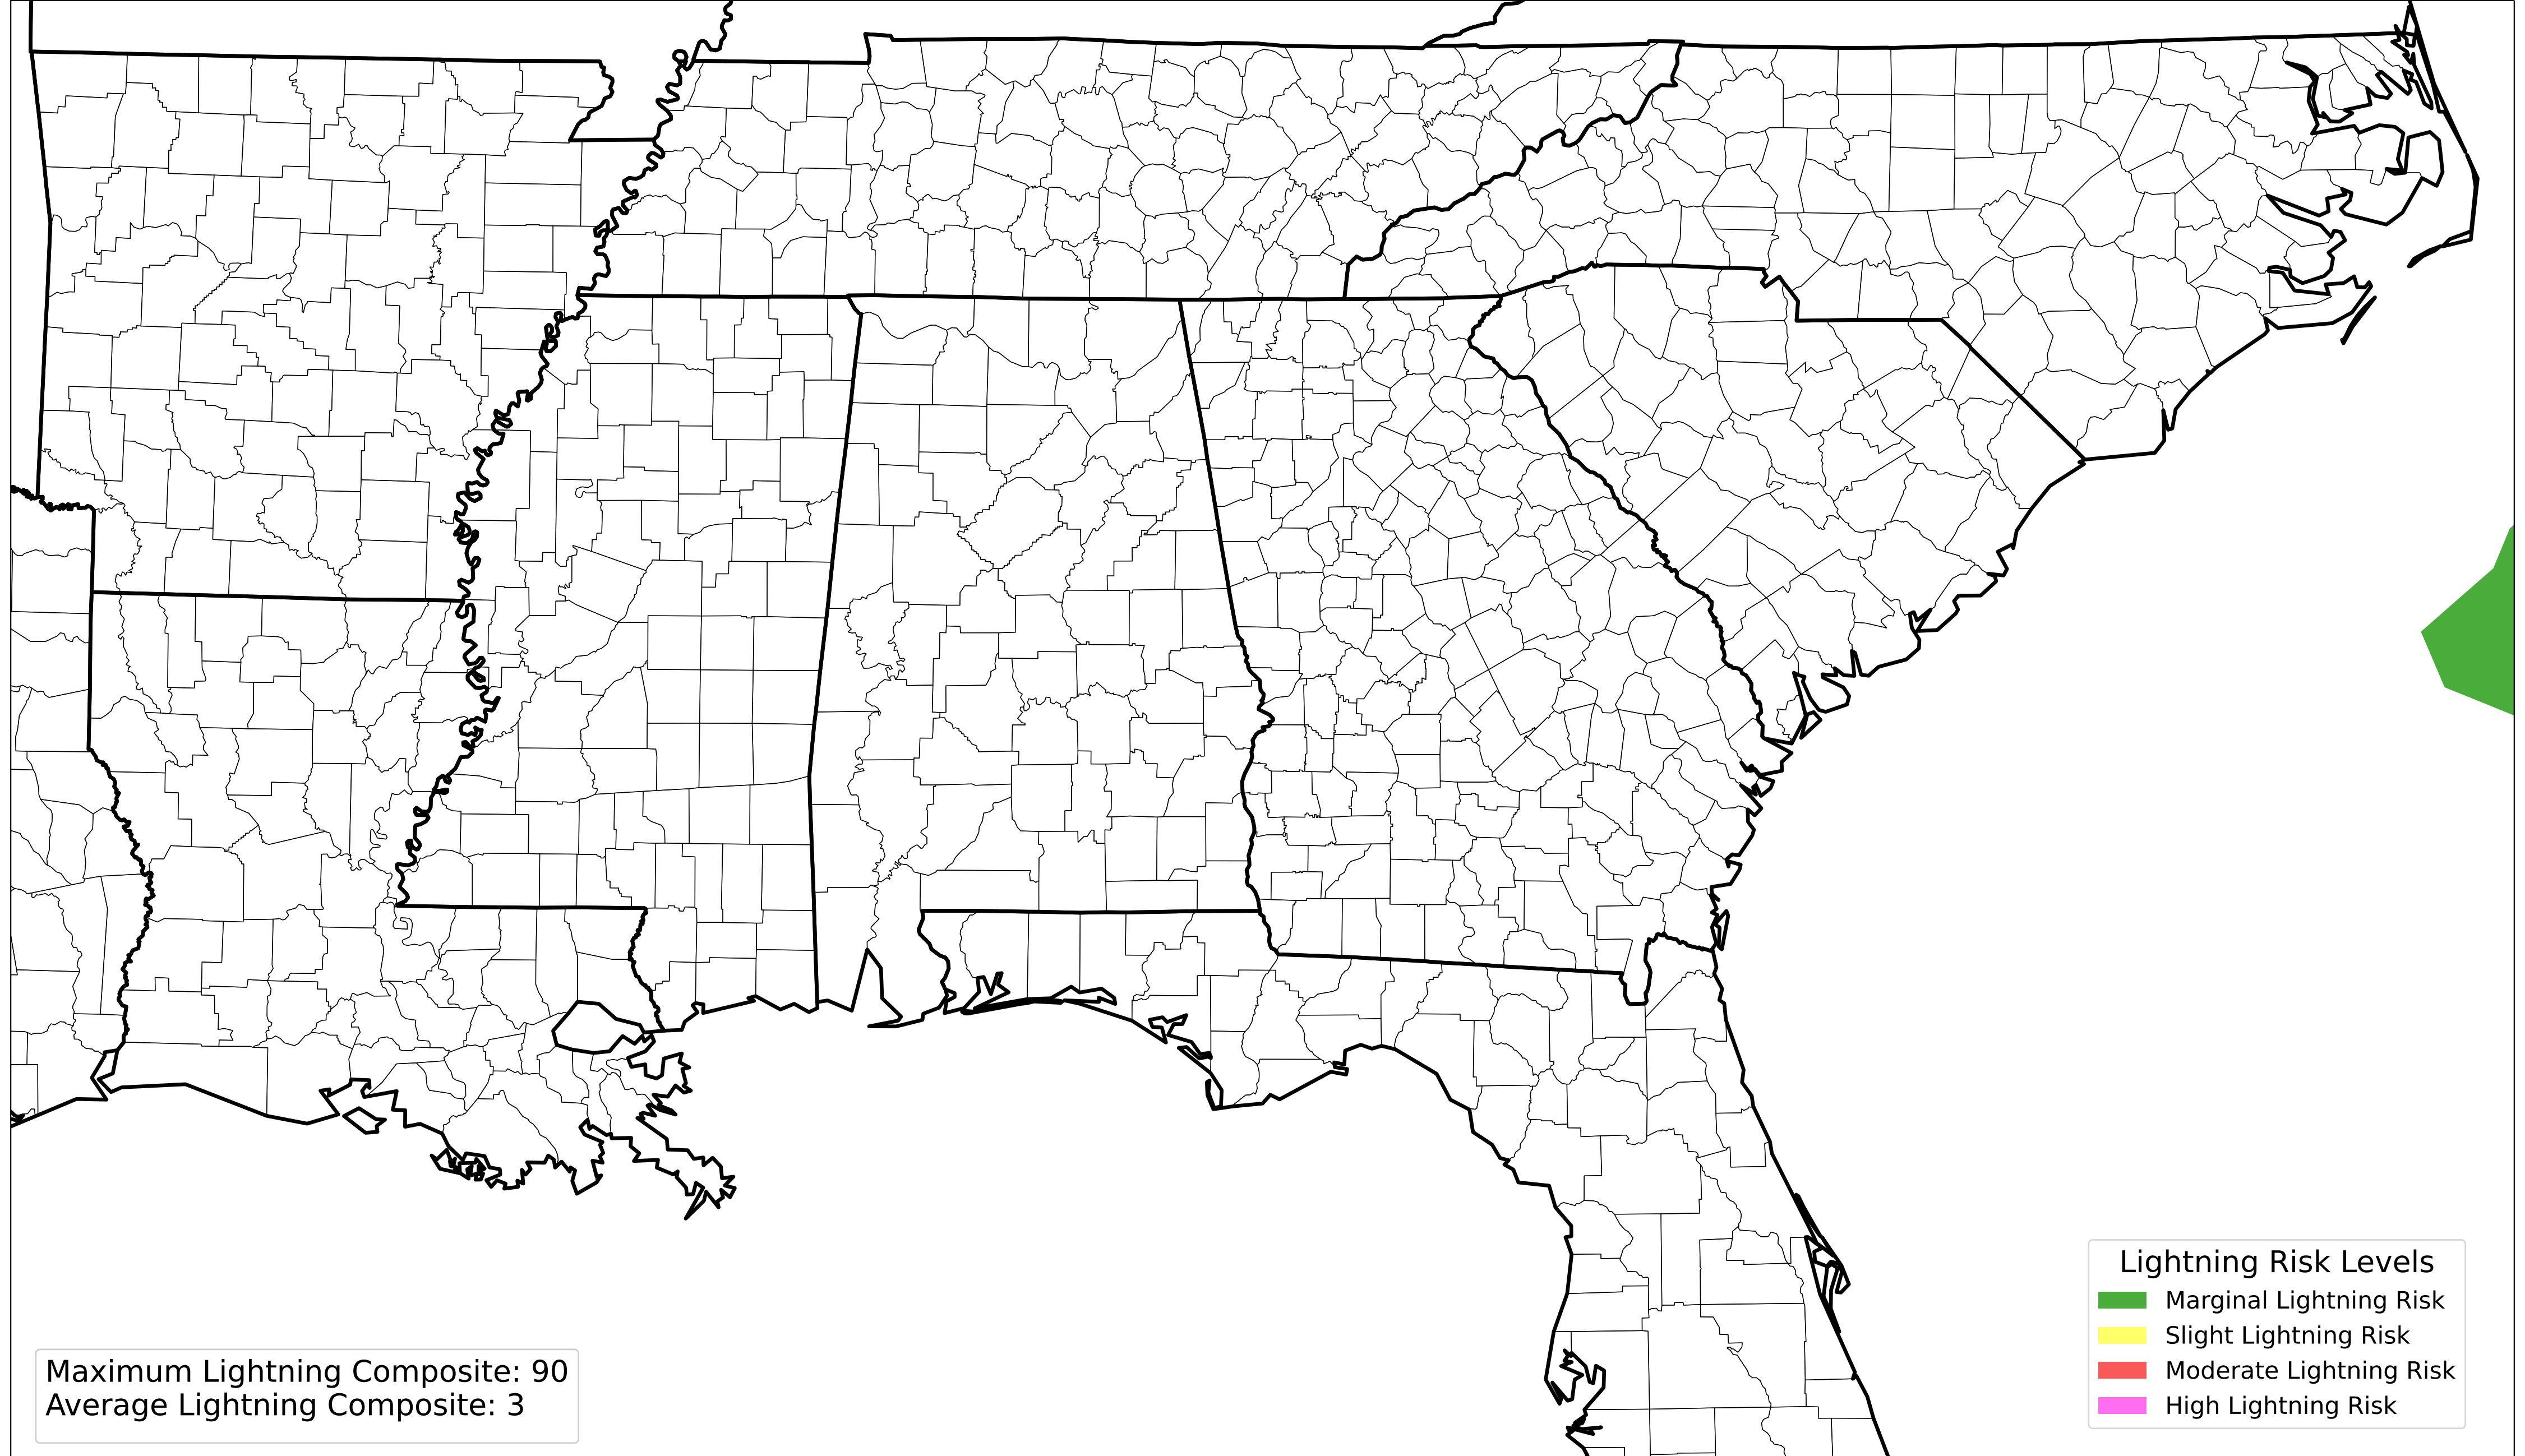 Maximum Lightning Composite: 90
Average Lightning Composite: 3
Lightning Risk Levels
Marginal Lightning Risk
Slight Lightning Risk
Moderate Lightning Risk
High Lightning Risk